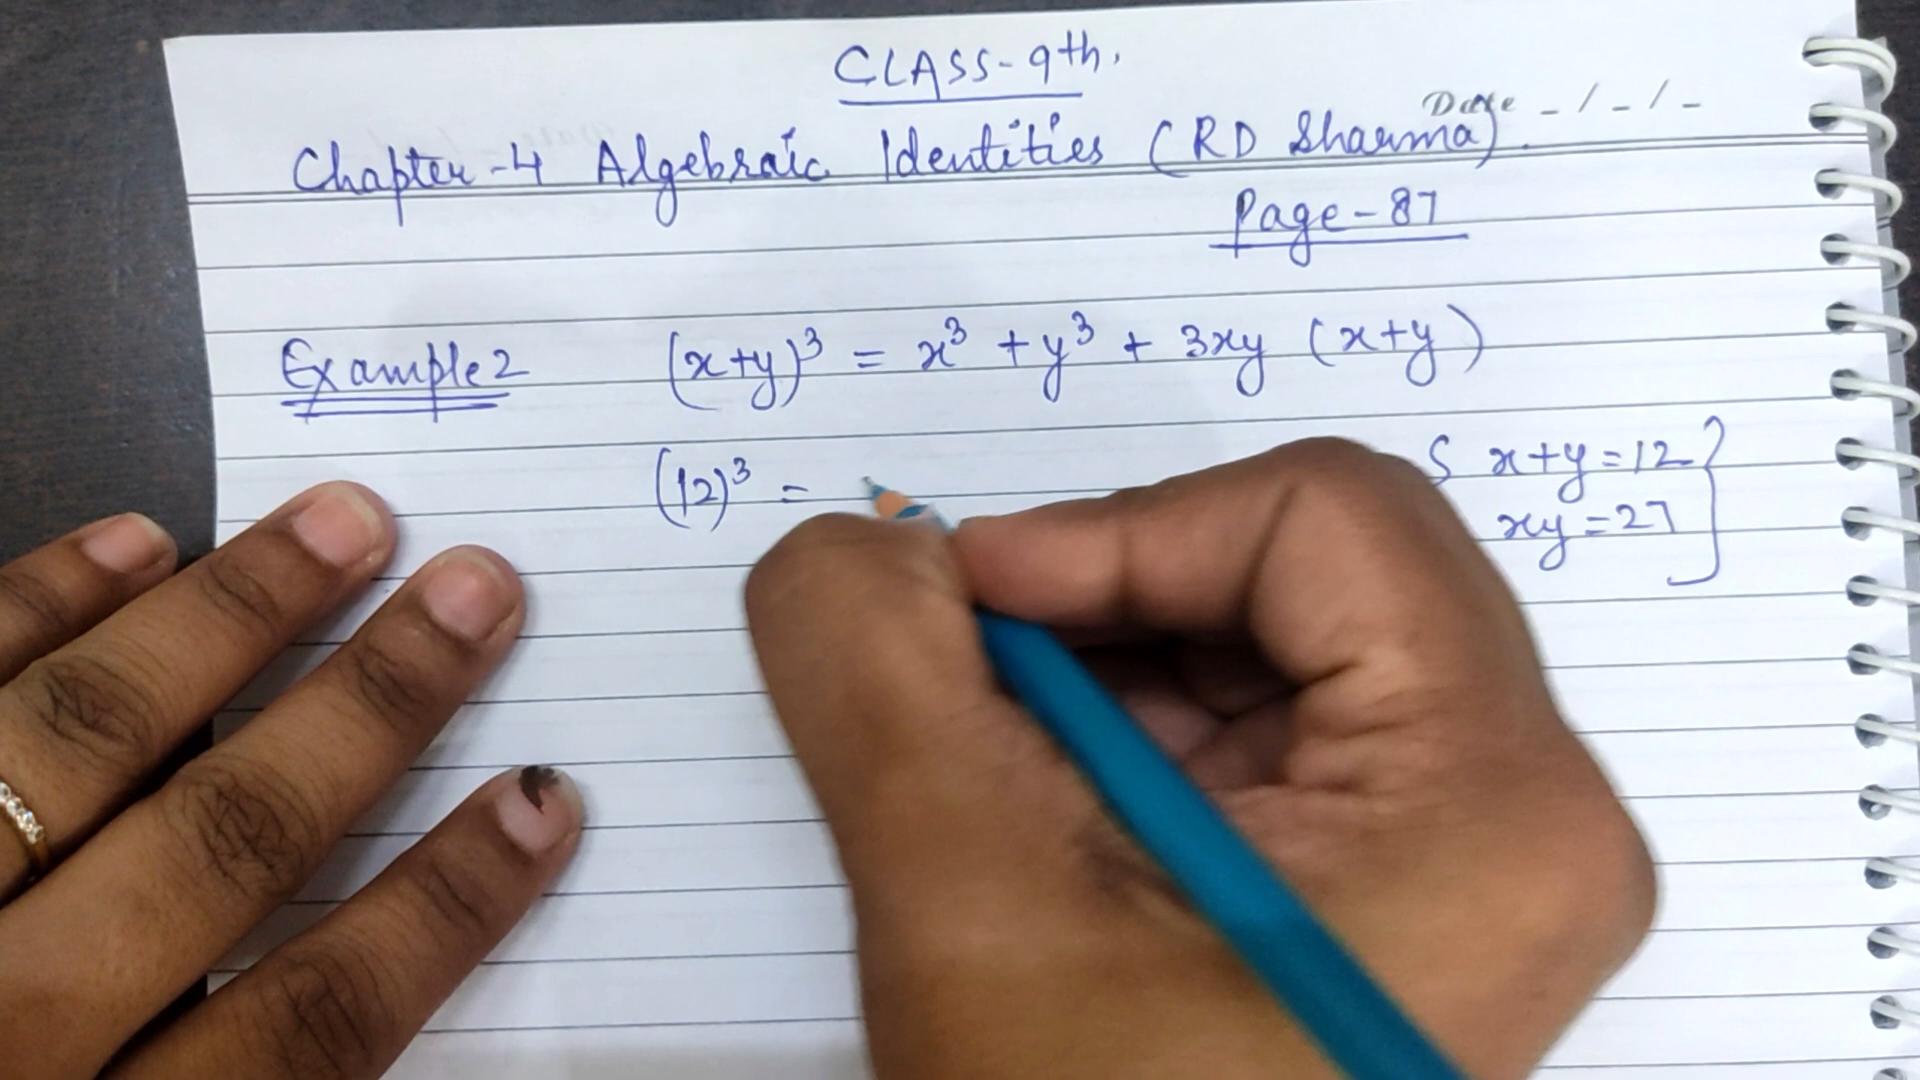 CLASS-9th.
Date _/_/_
Chapter-4 Algebraic Identities (RD Sharma).
Page-87
Example 2 (x+y)³ = x³ + y³ + 3xy (x+y)
(12)³ = { x+y=12 }
xy=27